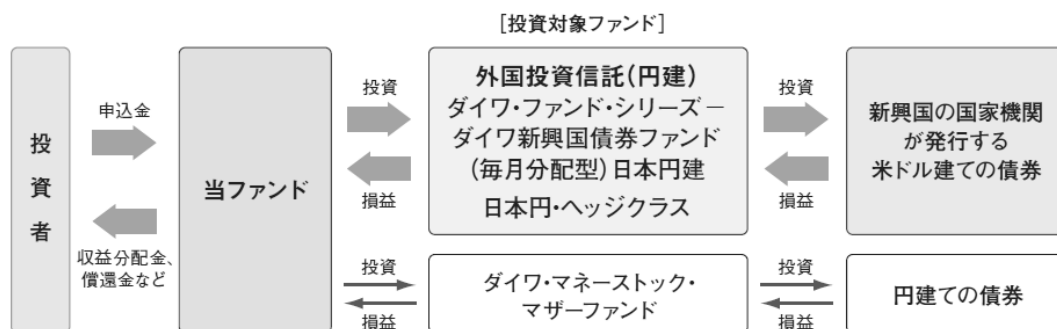 [投資対象ファンド]
投資者
申込金
収益分配金、
償還金など
当ファンド
投資
損益
外国投資信託(円建)
ダイワ・ファンド・シリーズ－
ダイワ新興国債券ファンド
(毎月分配型)日本円建
日本円・ヘッジクラス
投資
損益
新興国の国家機関
が発行する
米ドル建ての債券
投資
損益
ダイワ・マネーストック・
マザーファンド
投資
損益
円建ての債券